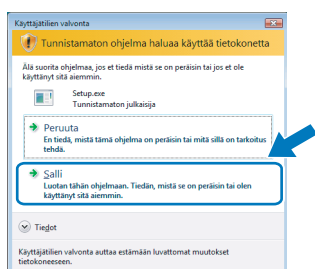 Käyttäjätilien valvonta
Tunnistamaton ohjelma haluaa käyttää tietokonetta
Älä suorita ohjelmaa, jos et tiedä mistä se on peräisin tai jos et ole
käyttänyt sitä aiemmin.
Setup.exe
Tunnistamaton julkaisija
Peruuta
En tiedä, mistä tämä ohjelma on peräisin tai mitä sillä on tarkoitus
tehdä.
Salli
Luotan tähän ohjelmaan. Tiedän, mistä se on peräisin tai olen
käyttänyt sitä aiemmin.
Tiedot
Käyttäjätilien valvonta auttaa estämään luvattomat muutokset
tietokoneeseen.